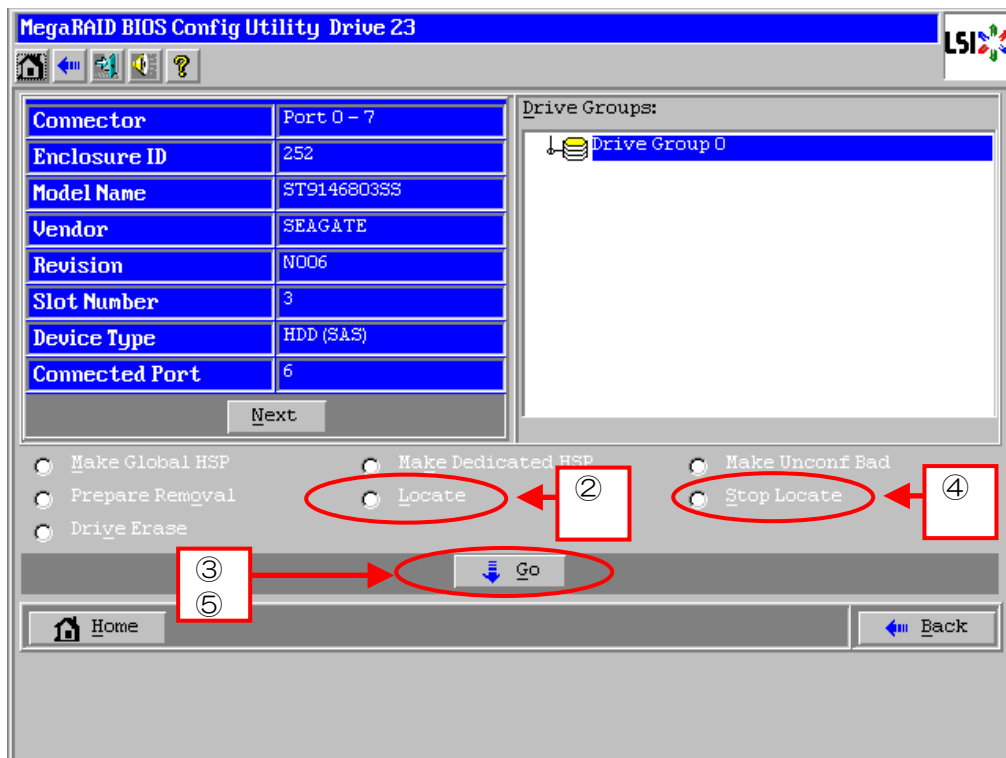 MegaRAID BIOS Config Utility Drive 23
LSI
Connector Port 0 - 7
Enclosure ID 252
Model Name ST9146803SS
Vendor SEAGATE
Revision N006
Slot Number 3
Device Type HDD (SAS)
Connected Port 6
Next
Drive Groups:
Drive Group 0
Make Global HSP Make Dedicated HSP Make Unconf Bad
Prepare Removal Locate ② Stop Locate ④
Drive Erase
③
⑤
Go
Home Back